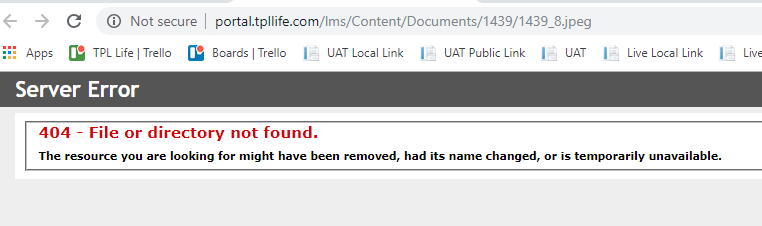 Not secure | portal.tpllife.com/lms/Content/Documents/1439/1439_8.jpeg
Apps TPL Life | Trello Boards | Trello UAT Local Link UAT Public Link UAT Live Local Link Live
Server Error
404 - File or directory not found.
The resource you are looking for might have been removed, had its name changed, or is temporarily unavailable.